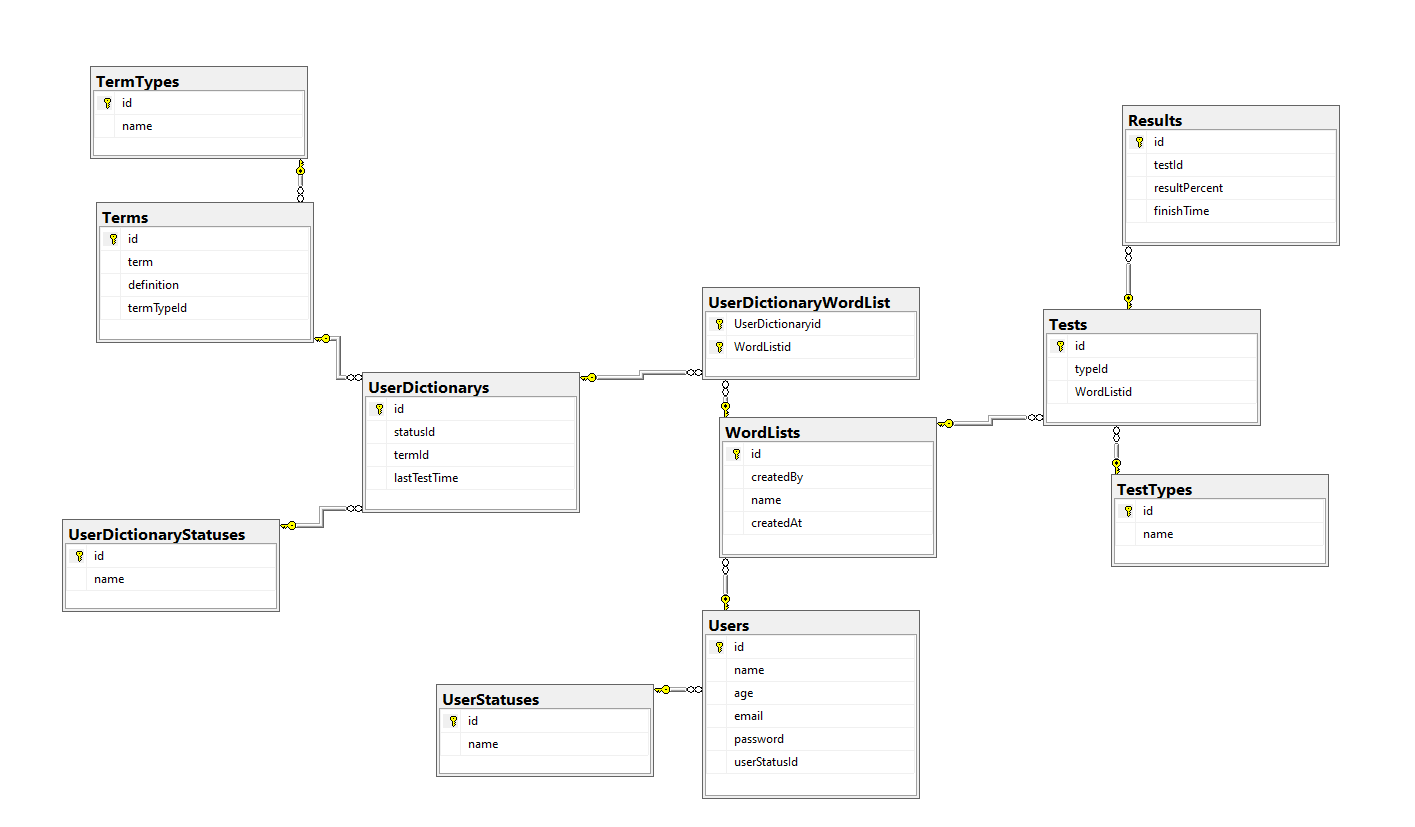 TermTypes
id
name
Terms
id
term
definition
termTypeId
UserDictionarys
id
statusId
termId
lastTestTime
UserDictionaryStatuses
id
name
UserDictionaryWordList
UserDictionaryid
WordListid
WordLists
id
createdBy
name
createdAt
Users
id
name
age
email
password
userStatusId
UserStatuses
id
name
Results
id
testId
resultPercent
finishTime
Tests
id
typeId
WordListid
TestTypes
id
name